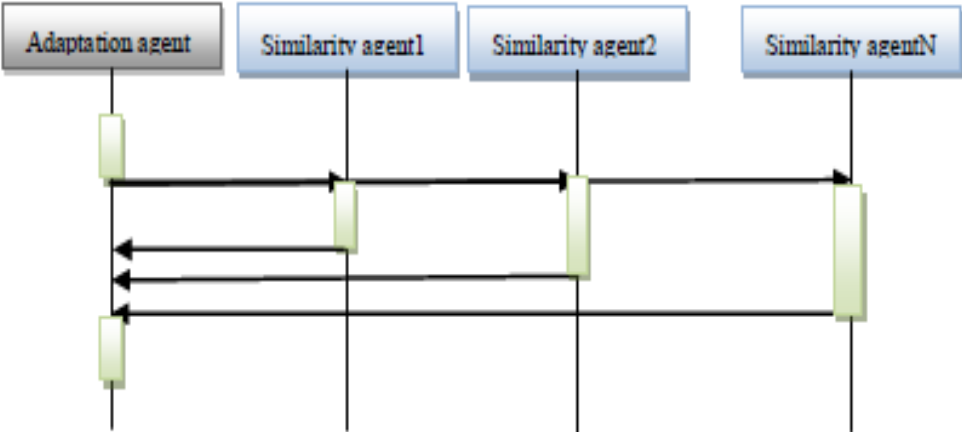 Adaptation agent
Similarity agent1
Similarity agent2
Similarity agentN